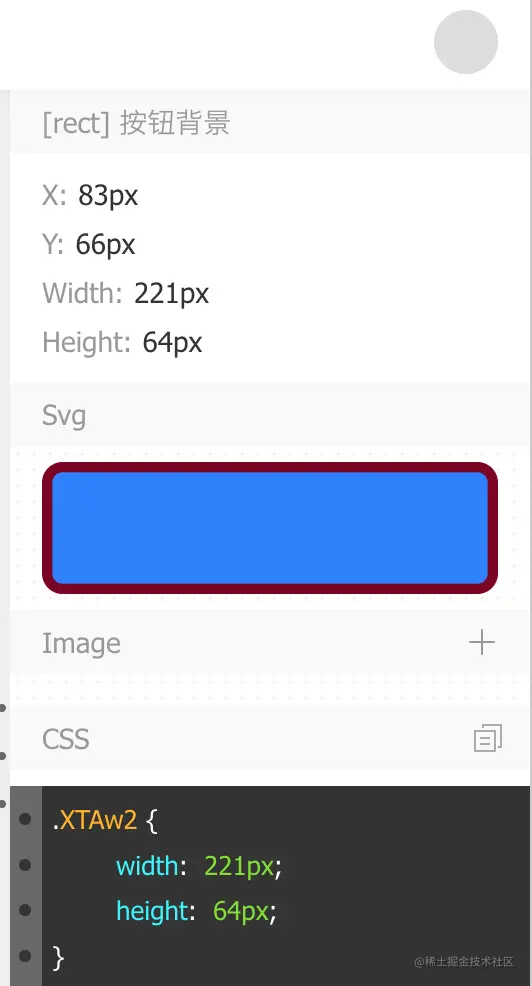 [rect] 按钮背景
X: 83px
Y: 66px
Width: 221px
Height: 64px
Svg
Image
CSS
.XTAw2 {
width: 221px;
height: 64px;
}
@稀土掘金技术社区